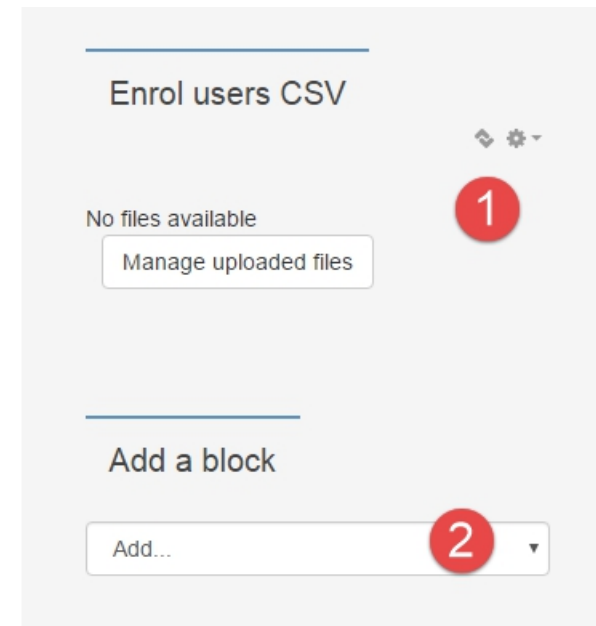 Enrol users CSV
1
No files available
Manage uploaded files
Add a block
Add...
2